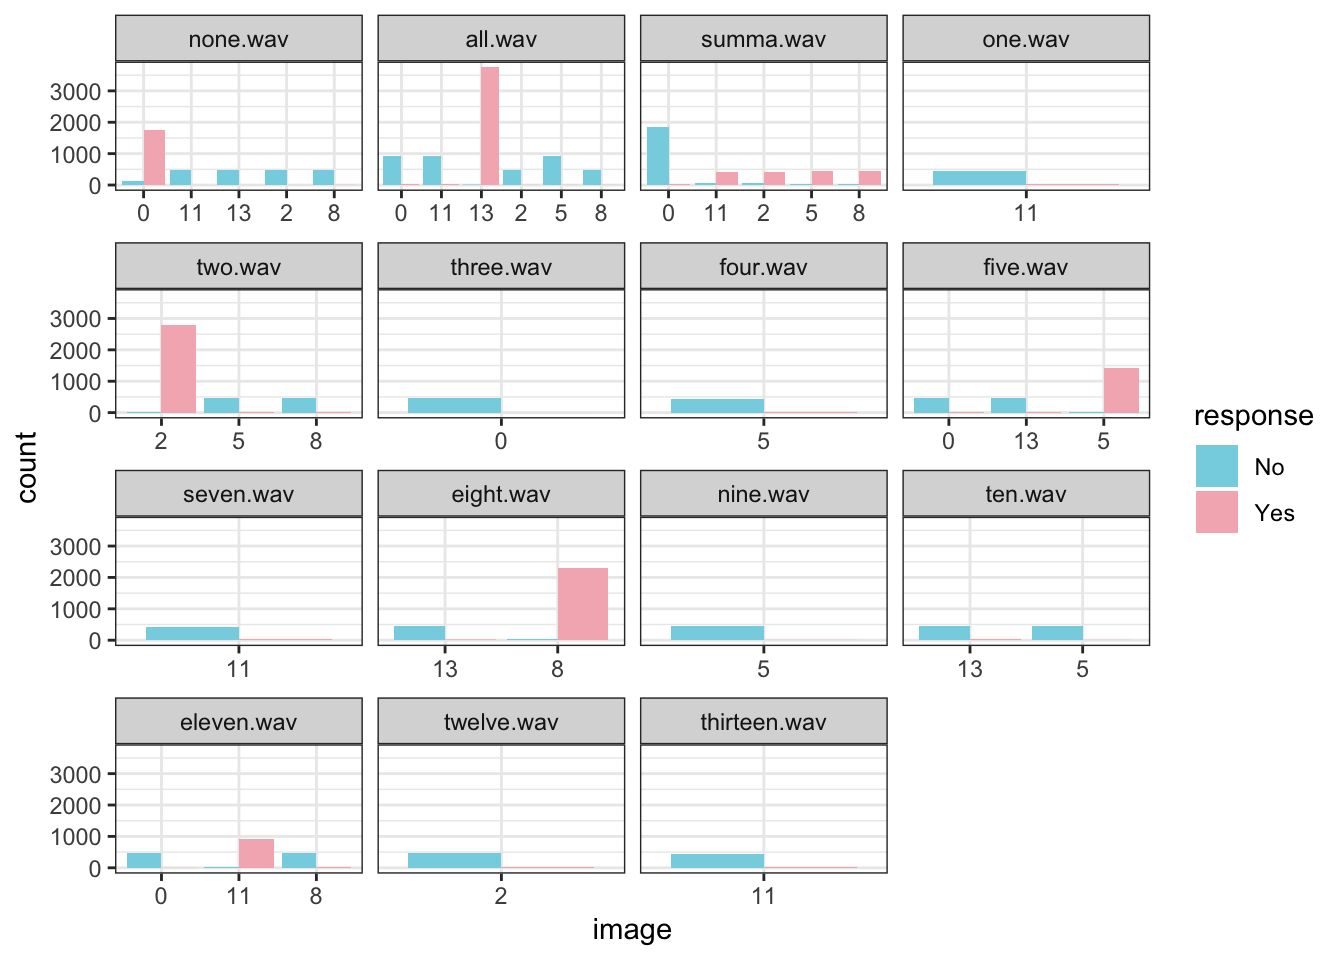 none.wav all.wav summa.wav one.wav
3000
2000
1000
0
0 11 13 2 8 0 11 13 2 5 8 0 11 2 5 8 11
two.wav three.wav four.wav five.wav
3000
2000
1000
0
2 5 8 0 5 0 13 5
seven.wav eight.wav nine.wav ten.wav
3000
2000
1000
0
11 13 8 5 13 5
eleven.wav twelve.wav thirteen.wav
3000
2000
1000
0
0 11 8 2 11
image
count
response
No
Yes